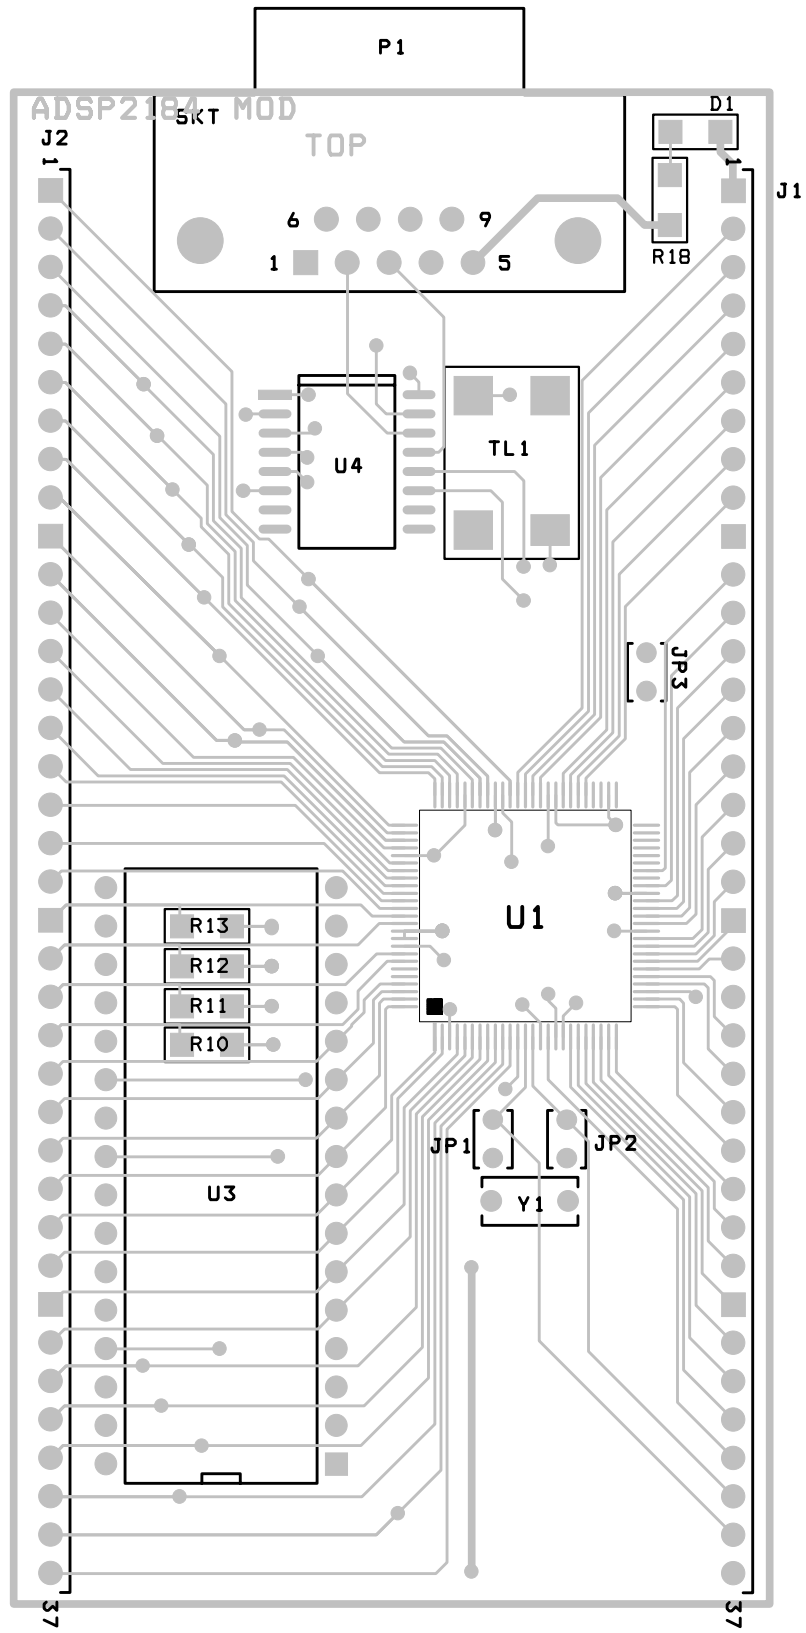 P1
ADSP2184 MOD
SKT
D1
TOP
J2
1
1
J1
6
9
1
5
R18
U4
TL1
JP3
U1
R13
R12
R11
R10
JP1
JP2
U3
Y1
37
37